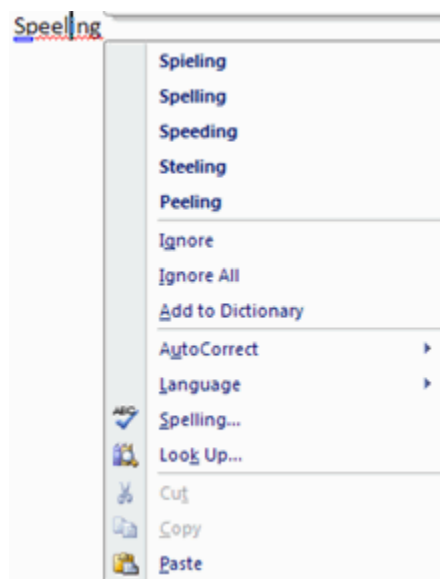 Speeling
Spieling
Spelling
Speeding
Steeling
Peeling
Ignore
Ignore All
Add to Dictionary
AutoCorrect
Language
Spelling...
Look Up...
Cut
Copy
Paste